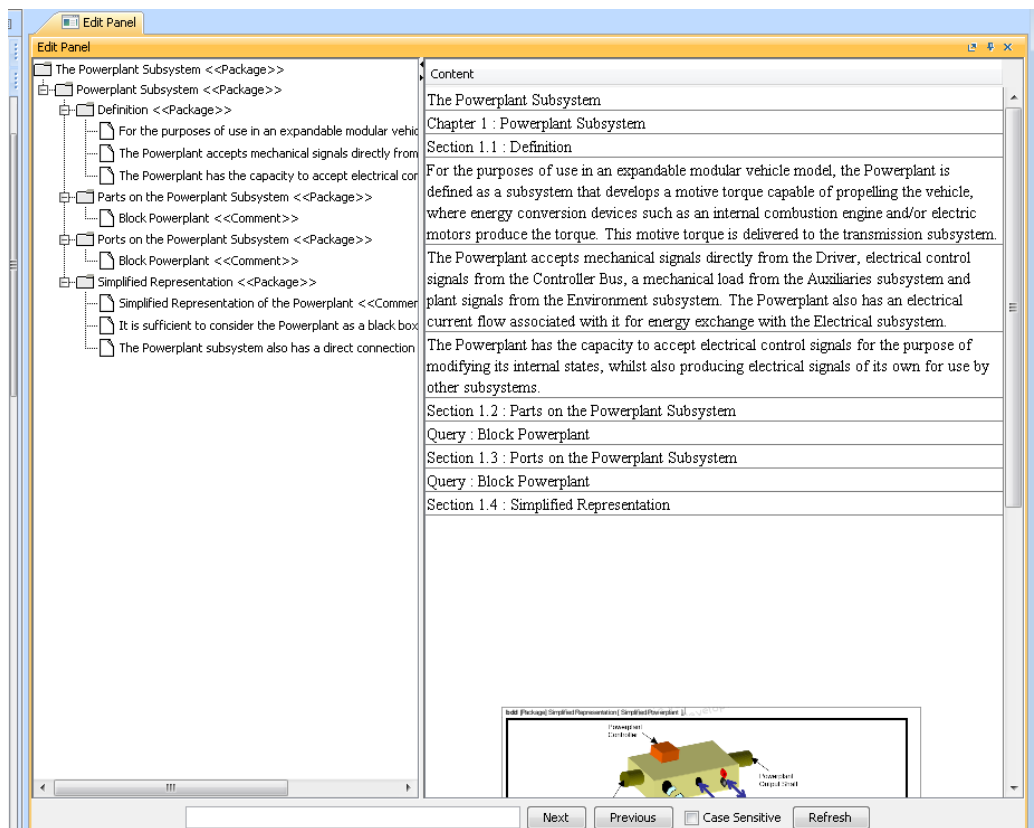 Edit Panel
Edit Panel
The Powerplant Subsystem <<Package>>
Powerplant Subsystem <<Package>>
Definition <<Package>>
For the purposes of use in an expandable modular vehic
The Powerplant accepts mechanical signals directly from
The Powerplant has the capacity to accept electrical cor
Parts on the Powerplant Subsystem <<Package>>
Block Powerplant <<Comment>>
Ports on the Powerplant Subsystem <<Package>>
Block Powerplant <<Comment>>
Simplified Representation <<Package>>
Simplified Representation of the Powerplant <<Commer
It is sufficient to consider the Powerplant as a black box
The Powerplant subsystem also has a direct connection
Content
The Powerplant Subsystem
Chapter 1 : Powerplant Subsystem
Section 1.1 : Definition
For the purposes of use in an expandable modular vehicle model, the Powerplant is
defined as a subsystem that develops a motive torque capable of propelling the vehicle,
where energy conversion devices such as an internal combustion engine and/or electric
motors produce the torque. This motive torque is delivered to the transmission subsystem.
The Powerplant accepts mechanical signals directly from the Driver, electrical control
signals from the Controller Bus, a mechanical load from the Auxiliaries subsystem and
plant signals from the Environment subsystem. The Powerplant also has an electrical
current flow associated with it for energy exchange with the Electrical subsystem.
The Powerplant has the capacity to accept electrical control signals for the purpose of
modifying its internal states, whilst also producing electrical signals of its own for use by
other subsystems.
Section 1.2 : Parts on the Powerplant Subsystem
Query : Block Powerplant
Section 1.3 : Ports on the Powerplant Subsystem
Query : Block Powerplant
Section 1.4 : Simplified Representation
bdd [Package] Simplified Representation [ Simplified Powerplant ]
Powerplant
Controller
Powerplant
Output Shaft
Next
Previous
Case Sensitive
Refresh